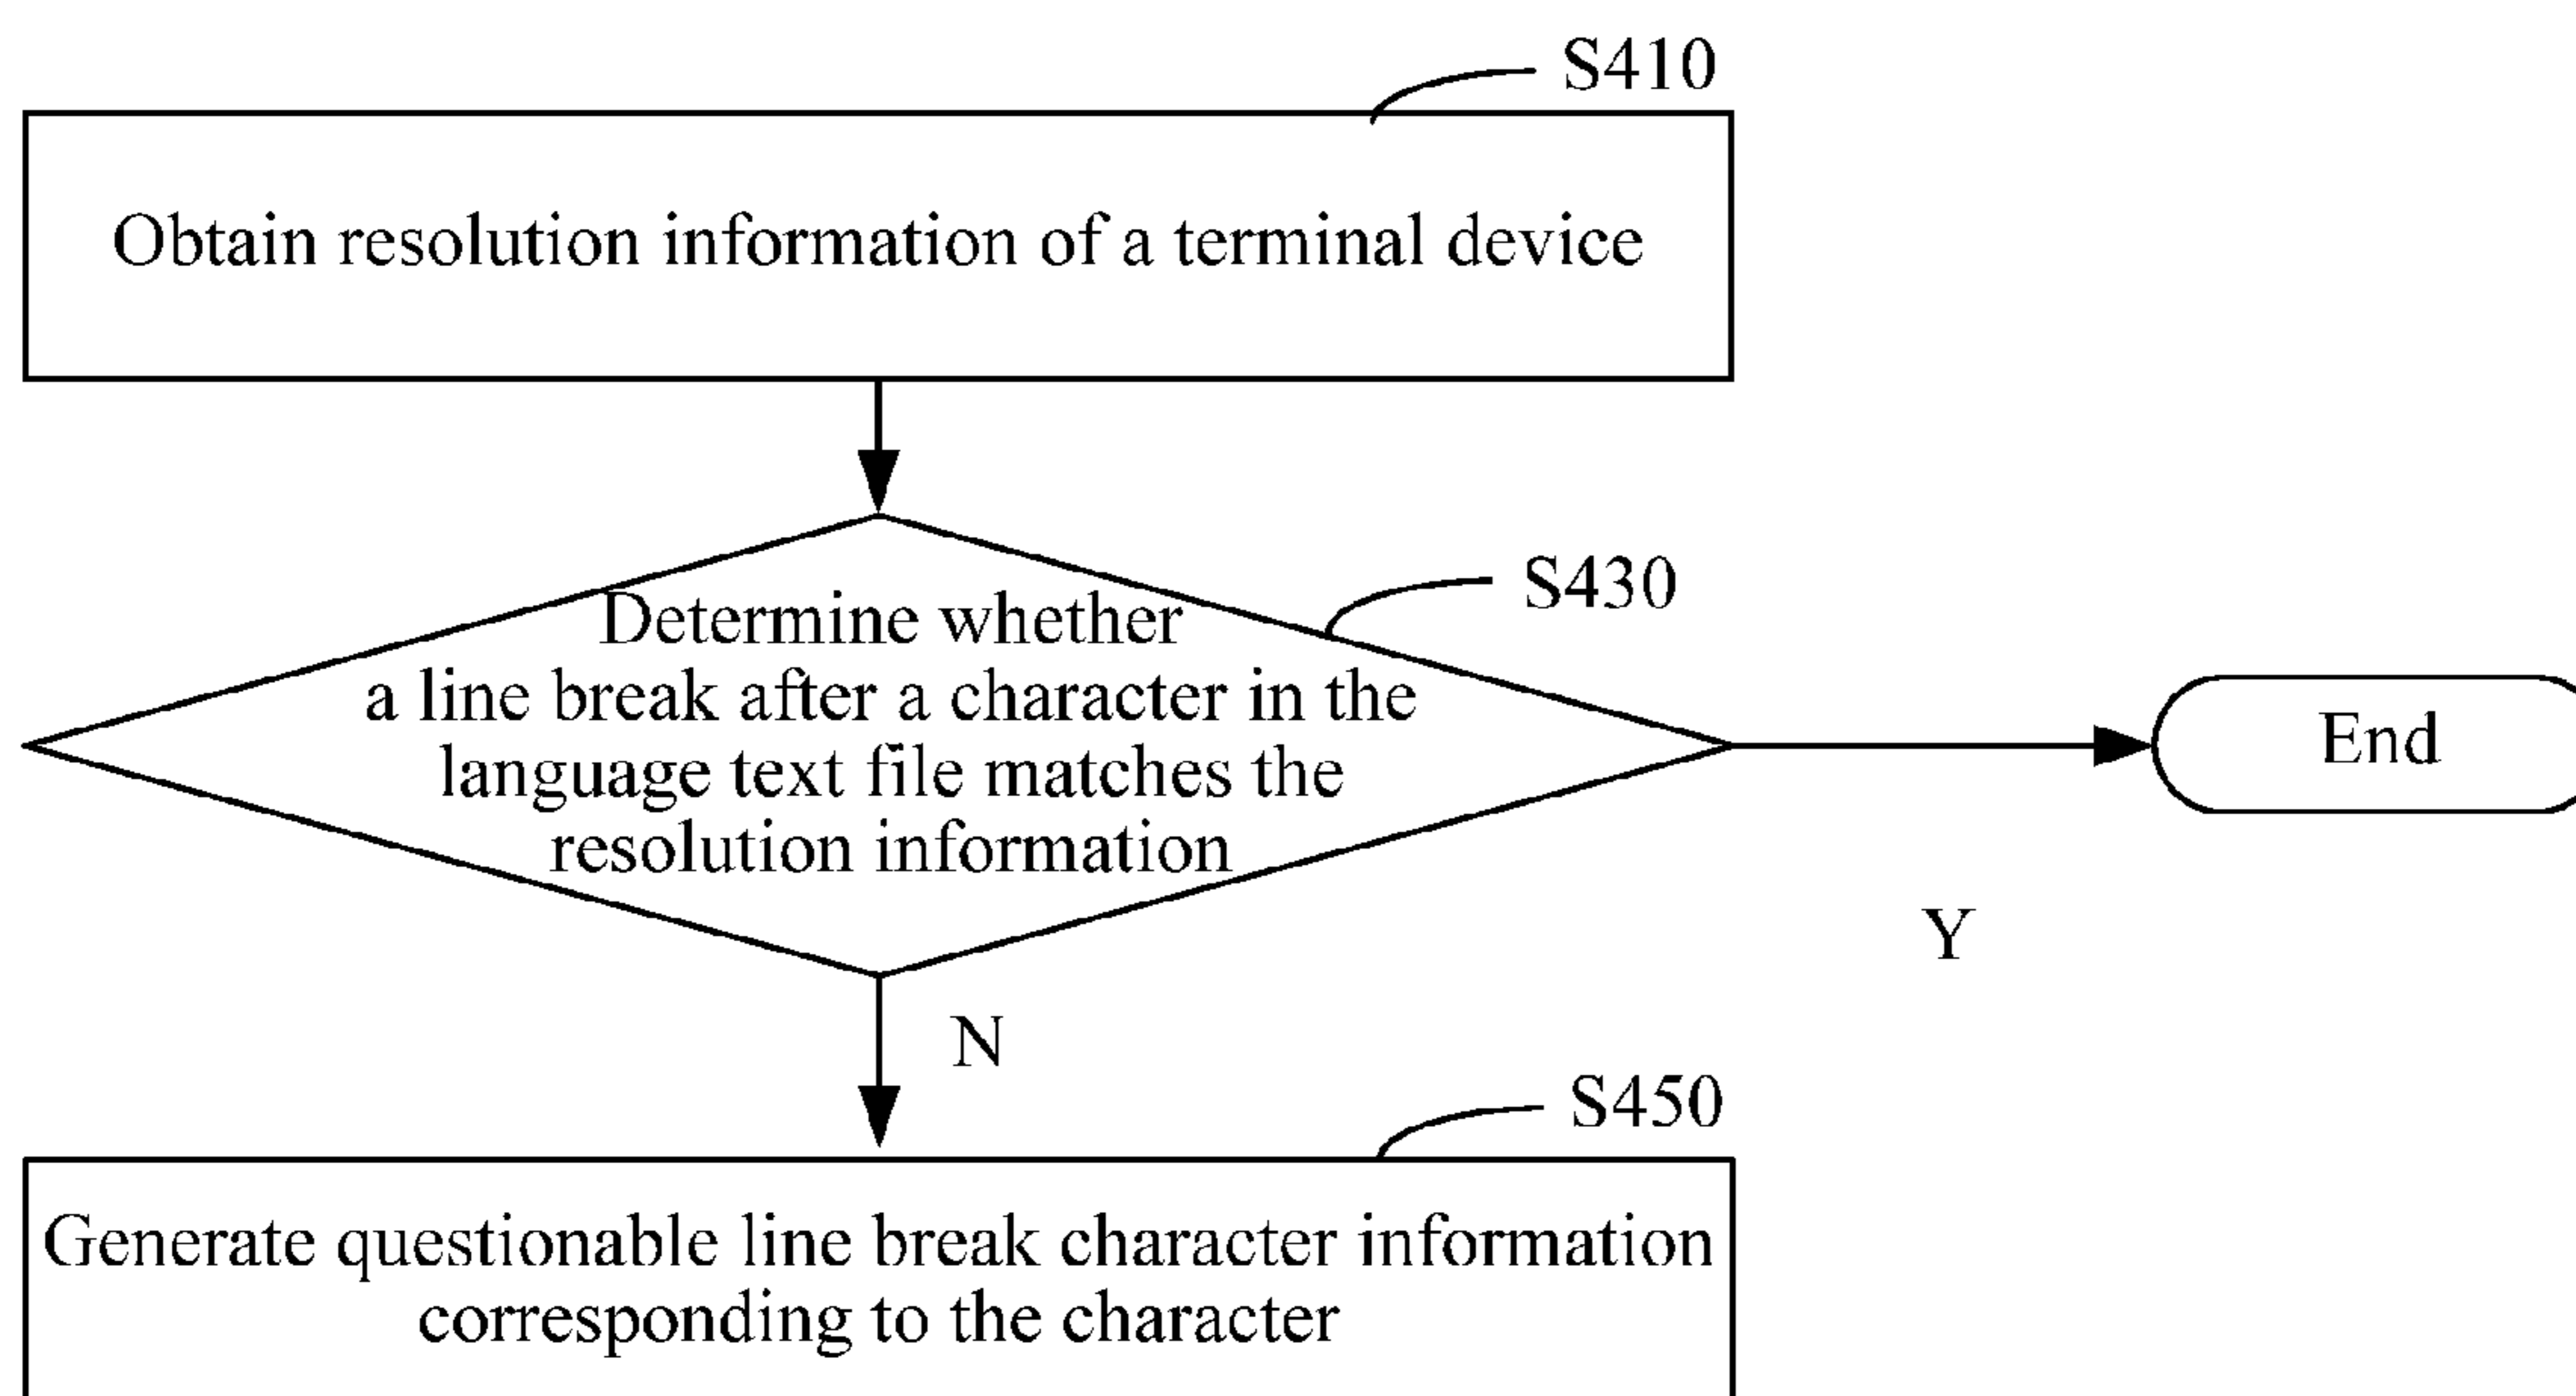 S410
Obtain resolution information of a terminal device
S430
Determine whether
a line break after a character in the
language text file matches the
resolution information
End
Y
N
S450
Generate questionable line break character information
corresponding to the character